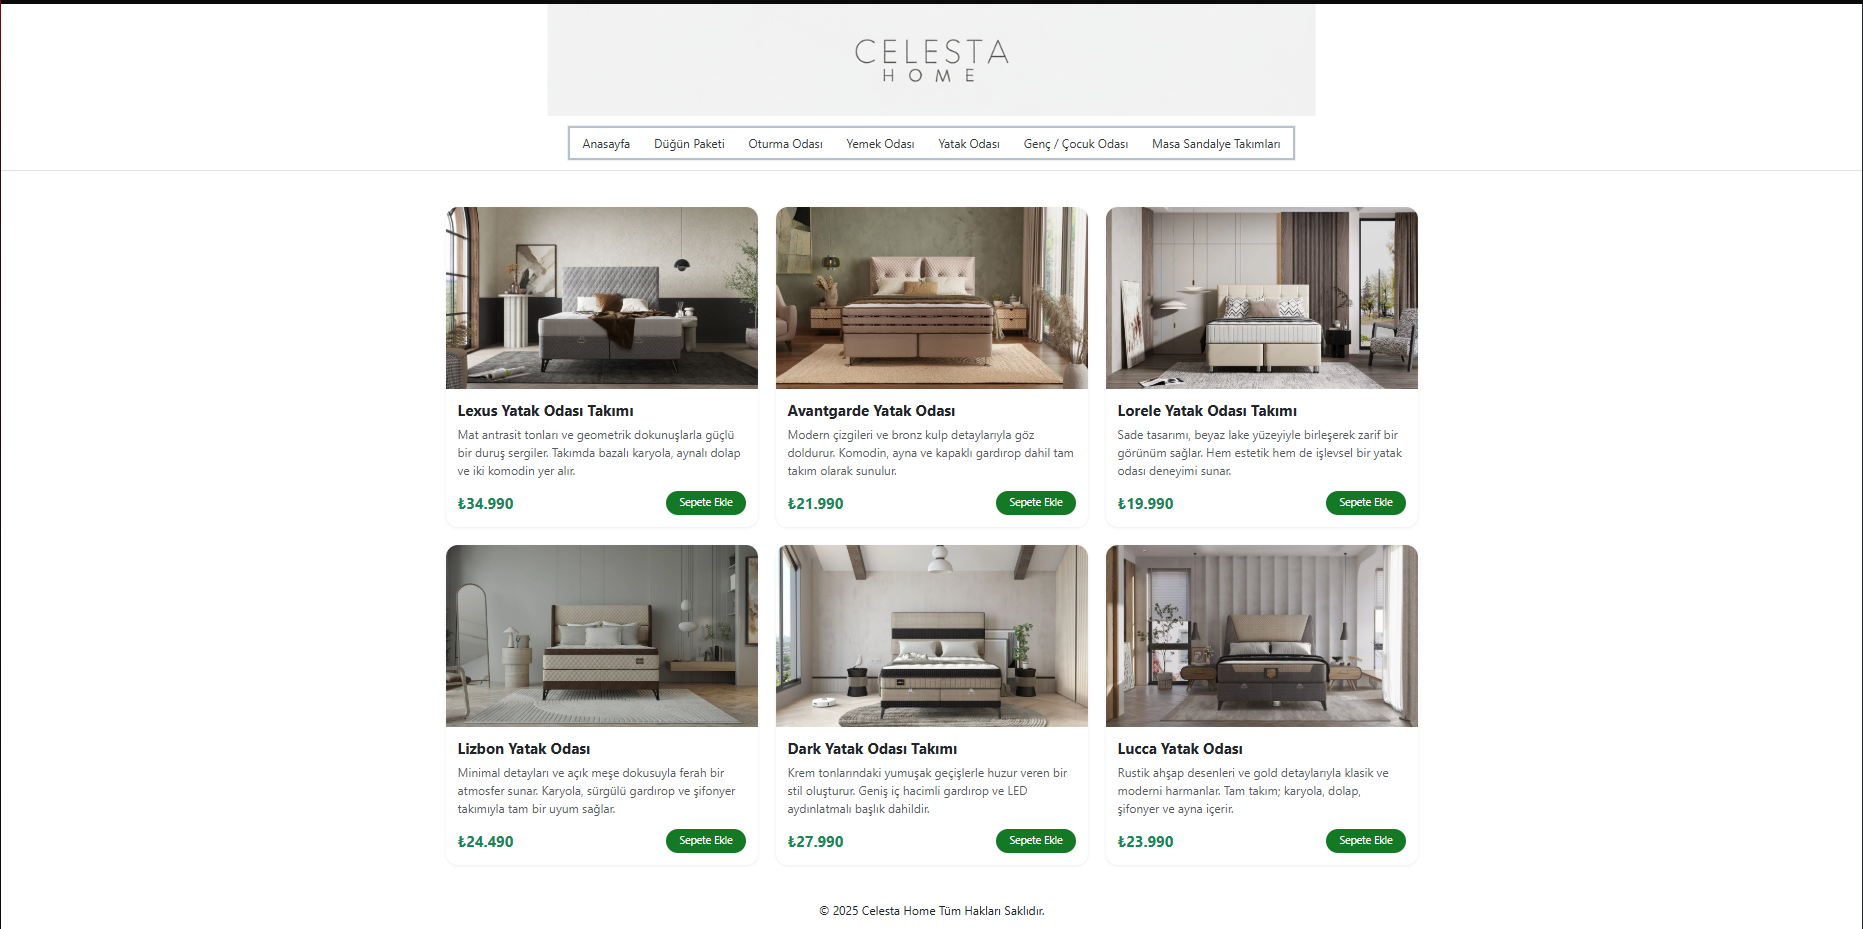 CELESTA
HOME
Anasayfa Düğün Paketi Oturma Odası Yemek Odası Yatak Odası Genç / Çocuk Odası Masa Sandalye Takımları
Lexus Yatak Odası Takımı
Mat antrasit tonları ve geometrik dokunuşlarla güçlü
bir duruş sergiler. Takımda bazalı karyola, aynalı dolap
ve iki komodin yer alır.
₺34.990 Sepete Ekle
Avantgarde Yatak Odası
Modern çizgileri ve bronz kulp detaylarıyla göz
doldurur. Komodin, ayna ve kapaklı gardırop dahil tam
takım olarak sunulur.
₺21.990 Sepete Ekle
Lorele Yatak Odası Takımı
Sade tasarımı, beyaz lake yüzeyiyle birleşerek zarif bir
görünüm sağlar. Hem estetik hem de işlevsel bir yatak
odası deneyimi sunar.
₺19.990 Sepete Ekle
Lizbon Yatak Odası
Minimal detayları ve açık meşe dokusuyla ferah bir
atmosfer sunar. Karyola, sürgülü gardırop ve şifonyer
takımıyla tam bir uyum sağlar.
₺24.490 Sepete Ekle
Dark Yatak Odası Takımı
Krem tonlarındaki yumuşak geçişlerle huzur veren bir
stil oluşturur. Geniş iç hacimli gardırop ve LED
aydınlatmalı başlık dahildir.
₺27.990 Sepete Ekle
Lucca Yatak Odası
Rustik ahşap desenleri ve gold detaylarıyla klasik ve
moderni harmanlar. Tam takım; karyola, dolap,
şifonyer ve ayna içerir.
₺23.990 Sepete Ekle
© 2025 Celesta Home Tüm Hakları Saklıdır.